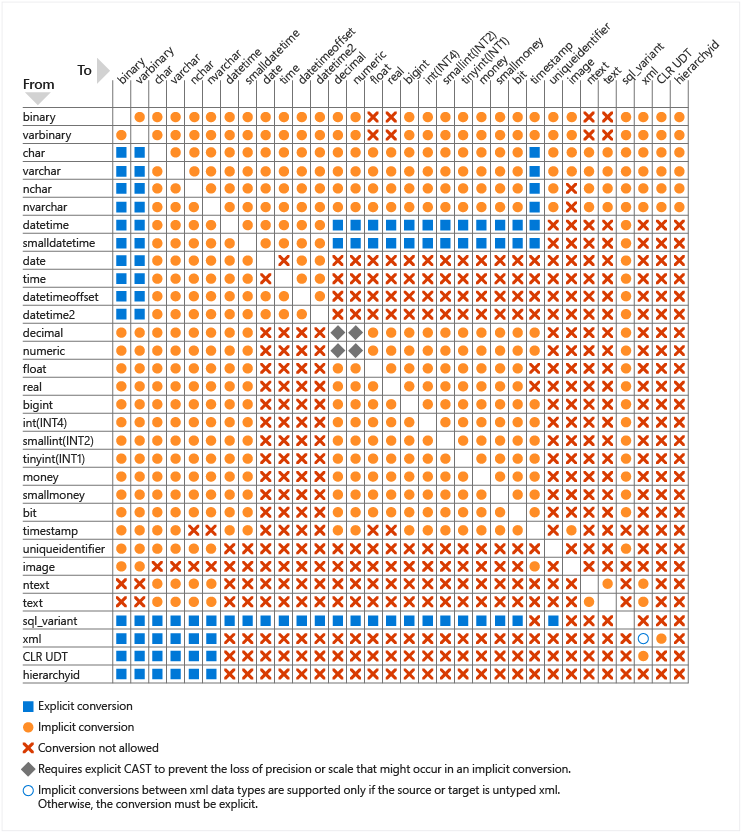 To
From
binary
varbinary
char
varchar
nchar
nvarchar
datetime
smalldatetime
date
time
datetimeoffset
datetime2
decimal
numeric
float
real
bigint
int(INT4)
smallint(INT2)
tinyint(INT1)
money
smallmoney
bit
timestamp
uniqueidentifier
image
ntext
text
sql_variant
xml
CLR UDT
hierarchyid
binary
varbinary
char
varchar
nchar
nvarchar
datetime
smalldatetime
date
time
datetimeoffset
datetime2
decimal
numeric
float
real
bigint
int(INT4)
smallint(INT2)
tinyint(INT1)
money
smallmoney
bit
timestamp
uniqueidentifier
image
ntext
text
sql_variant
xml
CLR UDT
hierarchyid
Explicit conversion
Implicit conversion
Conversion not allowed
Requires explicit CAST to prevent the loss of precision or scale that might occur in an implicit conversion.
Implicit conversions between xml data types are supported only if the source or target is untyped xml.
Otherwise, the conversion must be explicit.